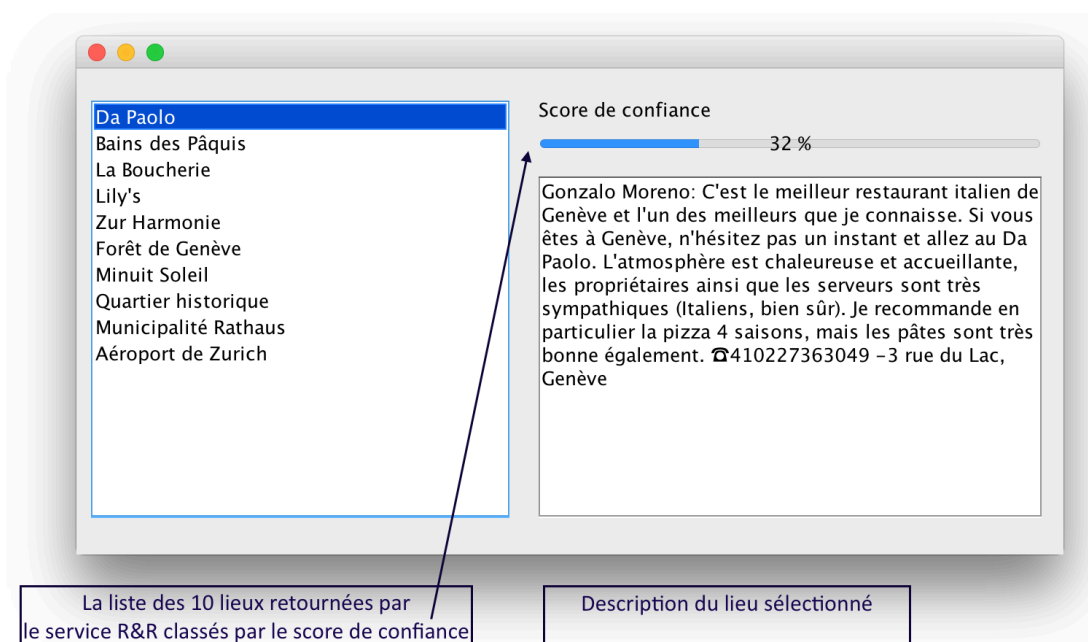 Da Paolo
Bains des Pâquis
La Boucherie
Lily's
Zur Harmonie
Forêt de Genève
Minuit Soleil
Quartier historique
Municipalité Rathaus
Aéroport de Zurich
Score de confiance
32 %
Gonzalo Moreno: C'est le meilleur restaurant italien de
Genève et l'un des meilleurs que je connaisse. Si vous
êtes à Genève, n'hésitez pas un instant et allez au Da
Paolo. L'atmosphère est chaleureuse et accueillante,
les propriétaires ainsi que les serveurs sont très
sympathiques (Italiens, bien sûr). Je recommande en
particulier la pizza 4 saisons, mais les pâtes sont très
bonne également. ☎410227363049 –3 rue du Lac,
Genève
La liste des 10 lieux retournées par
le service R&R classés par le score de confiance
Description du lieu sélectionné